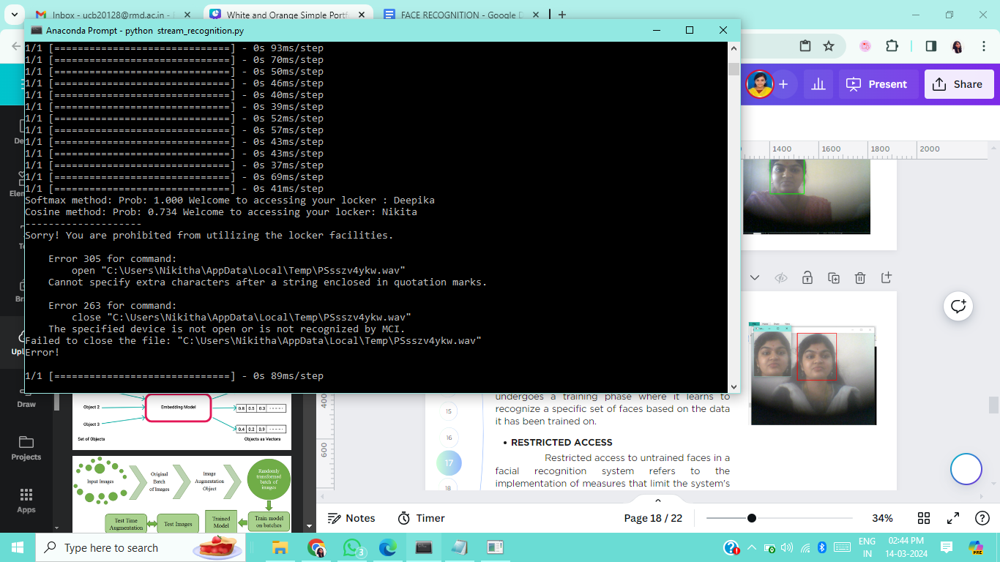 Inbox - ucb20128@rmd.ac.in -
White and Orange Simple Portf
FACE RECOGNITION - Google D
Anaconda Prompt - python  stream_recognition.py
1/1 [==============================] - 0s 93ms/step
1/1 [==============================] - 0s 70ms/step
1/1 [==============================] - 0s 50ms/step
1/1 [==============================] - 0s 46ms/step
1/1 [==============================] - 0s 40ms/step
1/1 [==============================] - 0s 39ms/step
1/1 [==============================] - 0s 52ms/step
1/1 [==============================] - 0s 57ms/step
1/1 [==============================] - 0s 43ms/step
1/1 [==============================] - 0s 43ms/step
1/1 [==============================] - 0s 37ms/step
1/1 [==============================] - 0s 69ms/step
1/1 [==============================] - 0s 41ms/step
Softmax method: Prob: 1.000 Welcome to accessing your locker : Deepika
Cosine method: Prob: 0.734 Welcome to accessing your locker: Nikita
--------------------
Sorry! You are prohibited from utilizing the locker facilities.
Error 305 for command:
open "C:\Users\Nikitha\AppData\Local\Temp\PSsszv4ykw.wav"
Cannot specify extra characters after a string enclosed in quotation marks.
Error 263 for command:
close "C:\Users\Nikitha\AppData\Local\Temp\PSsszv4ykw.wav"
The specified device is not open or is not recognized by MCI.
Failed to close the file: "C:\Users\Nikitha\AppData\Local\Temp\PSsszv4ykw.wav"
Error!
1/1 [==============================] - 0s 89ms/step
Present
Share
1400 1600 1800 2000
De
Elem
Te
Bra
Upl
Draw
Projects
Apps
Object 2
Object 3
Embedding Model
0.8 0.5 0.3 -----
0.4 0.2 0.9 -----
Set of Objects
Objects as Vectors
Input Images
Original
Batch
of Images
Image
Augmentation
Object
Randomly
transformed
batch of
images
Test Time
Augmentation
Test Images
Trained
Model
Train model
on batches
400
600
15
16
17
18
undergoes a training phase where it learns to
recognize a specific set of faces based on the data
it has been trained on.
• RESTRICTED ACCESS
Restricted access to untrained faces in a
facial recognition system refers to the
implementation of measures that limit the system's
Notes
Timer
Page 18 / 22
34%
Type here to search
3
ENG
IN
02:44 PM
14-03-2024
PRE